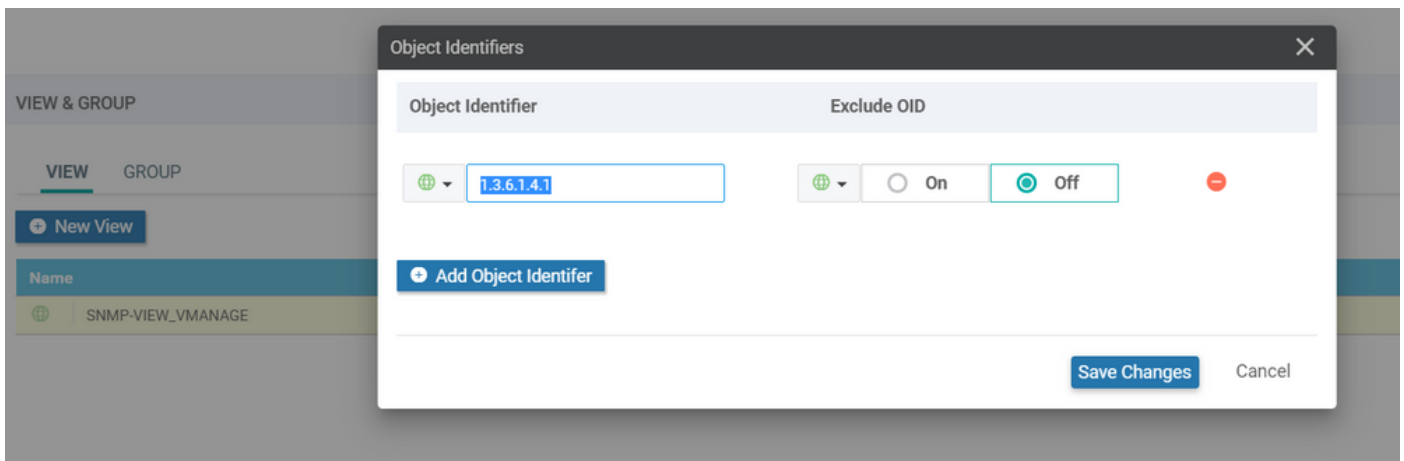 Object Identifiers
VIEW & GROUP
Object Identifier Exclude OID
VIEW GROUP
1.3.6.1.4.1 On Off
New View
Name
Add Object Identifer
SNMP-VIEW_VMANAGE
Save Changes Cancel